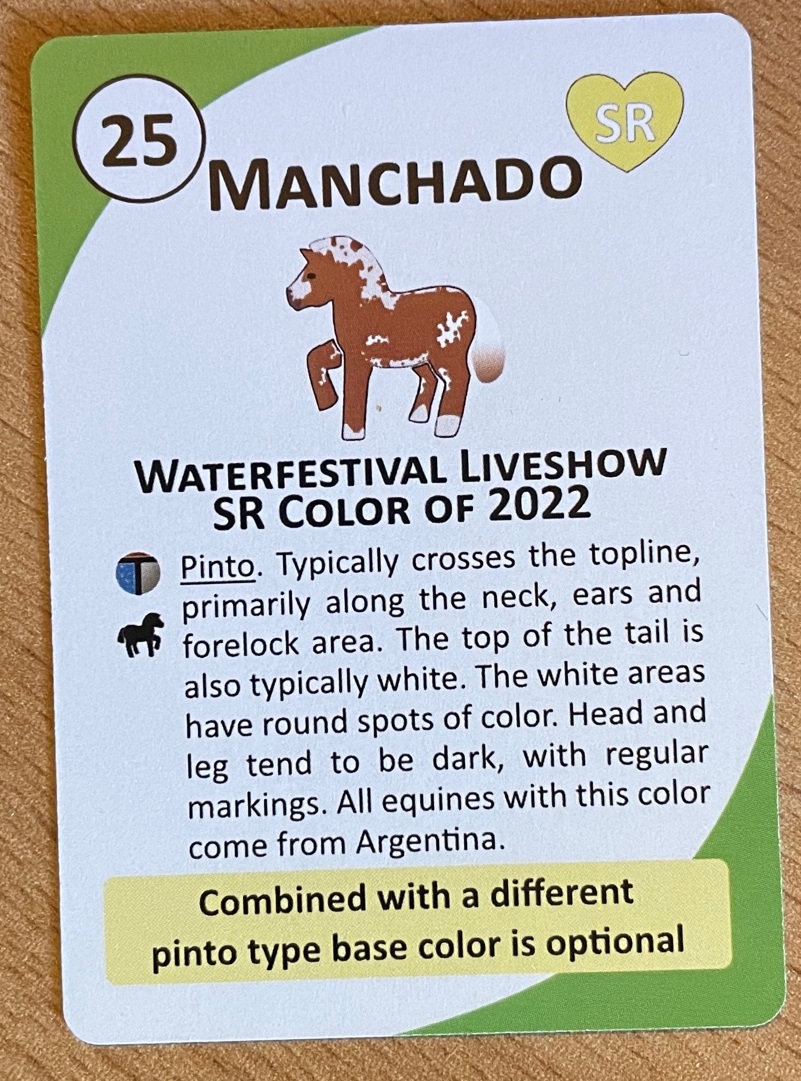 25
SR
MANCHADO
WATERFESTIVAL LIVESHOW
SR COLOR OF 2022
Pinto. Typically crosses the topline,
primarily along the neck, ears and
forelock area. The top of the tail is
also typically white. The white areas
have round spots of color. Head and
leg tend to be dark, with regular
markings. All equines with this color
come from Argentina.
Combined with a different
pinto type base color is optional